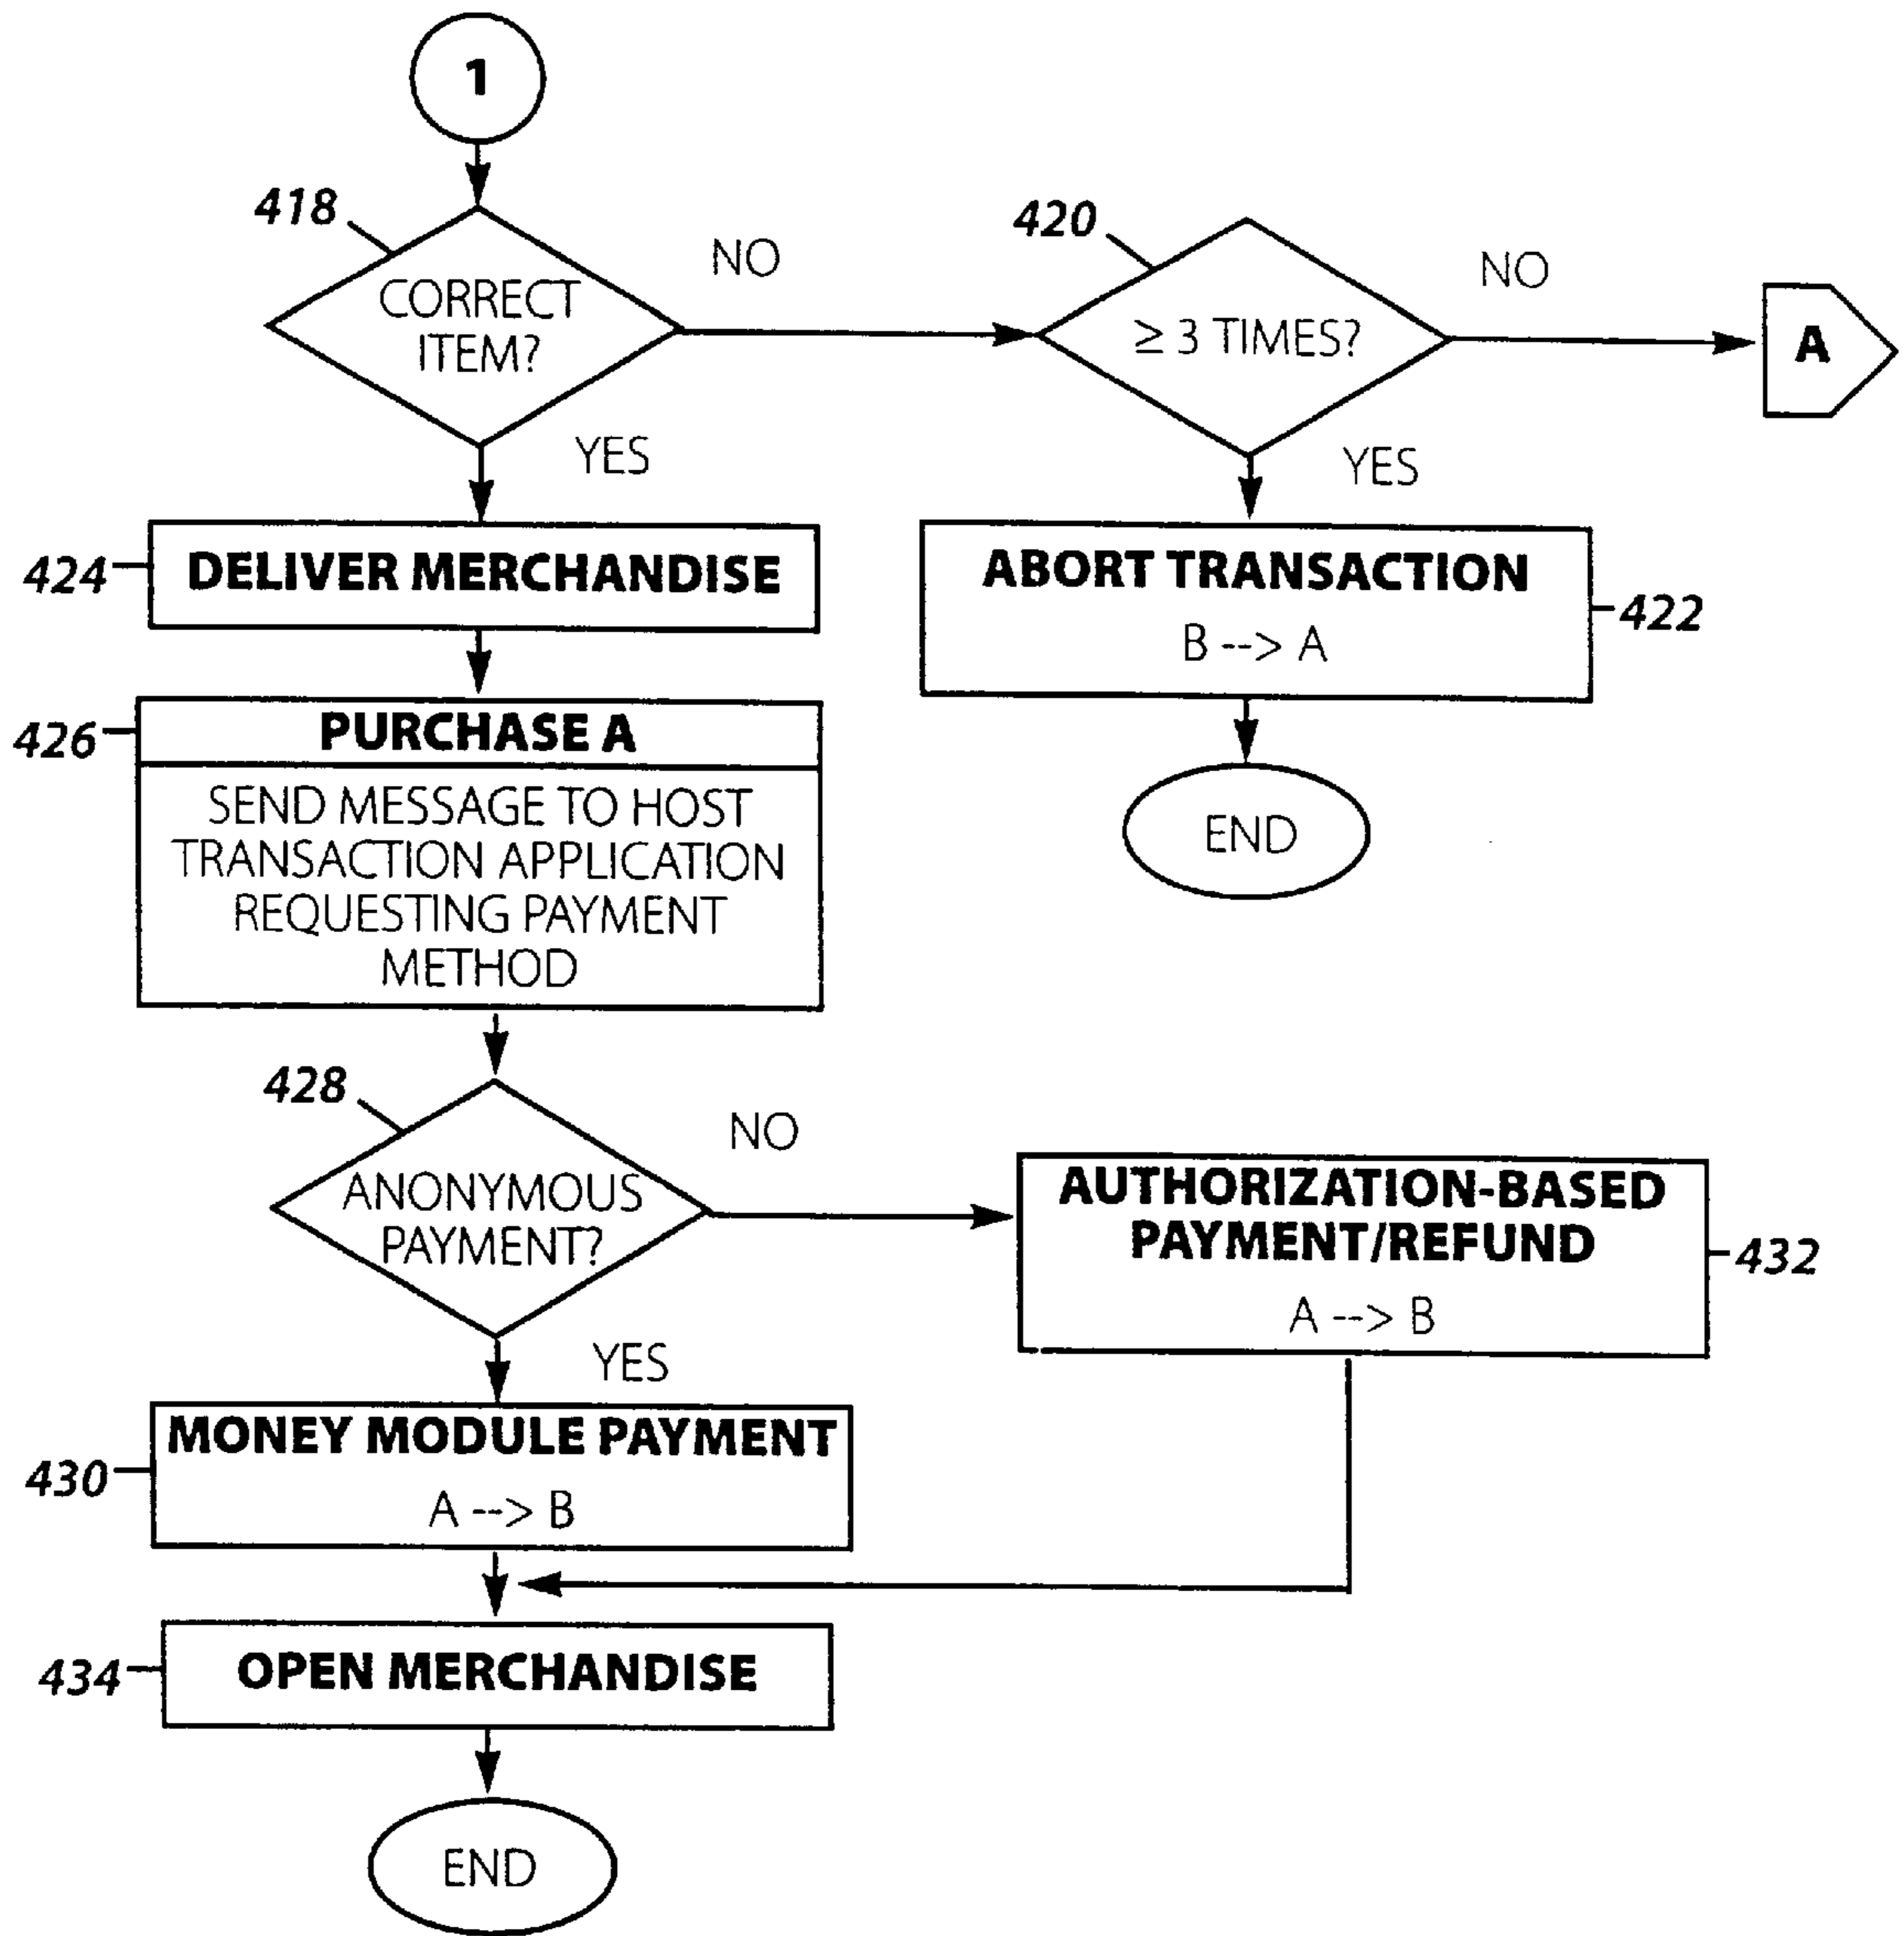 1
418
CORRECT
ITEM?
NO
YES
420
≥ 3 TIMES?
NO
A
YES
424
DELIVER MERCHANDISE
ABORT TRANSACTION
B --> A
422
END
426
PURCHASE A
SEND MESSAGE TO HOST
TRANSACTION APPLICATION
REQUESTING PAYMENT
METHOD
428
ANONYMOUS
PAYMENT?
NO
YES
AUTHORIZATION-BASED
PAYMENT/REFUND
A --> B
432
430
MONEY MODULE PAYMENT
A --> B
434
OPEN MERCHANDISE
END